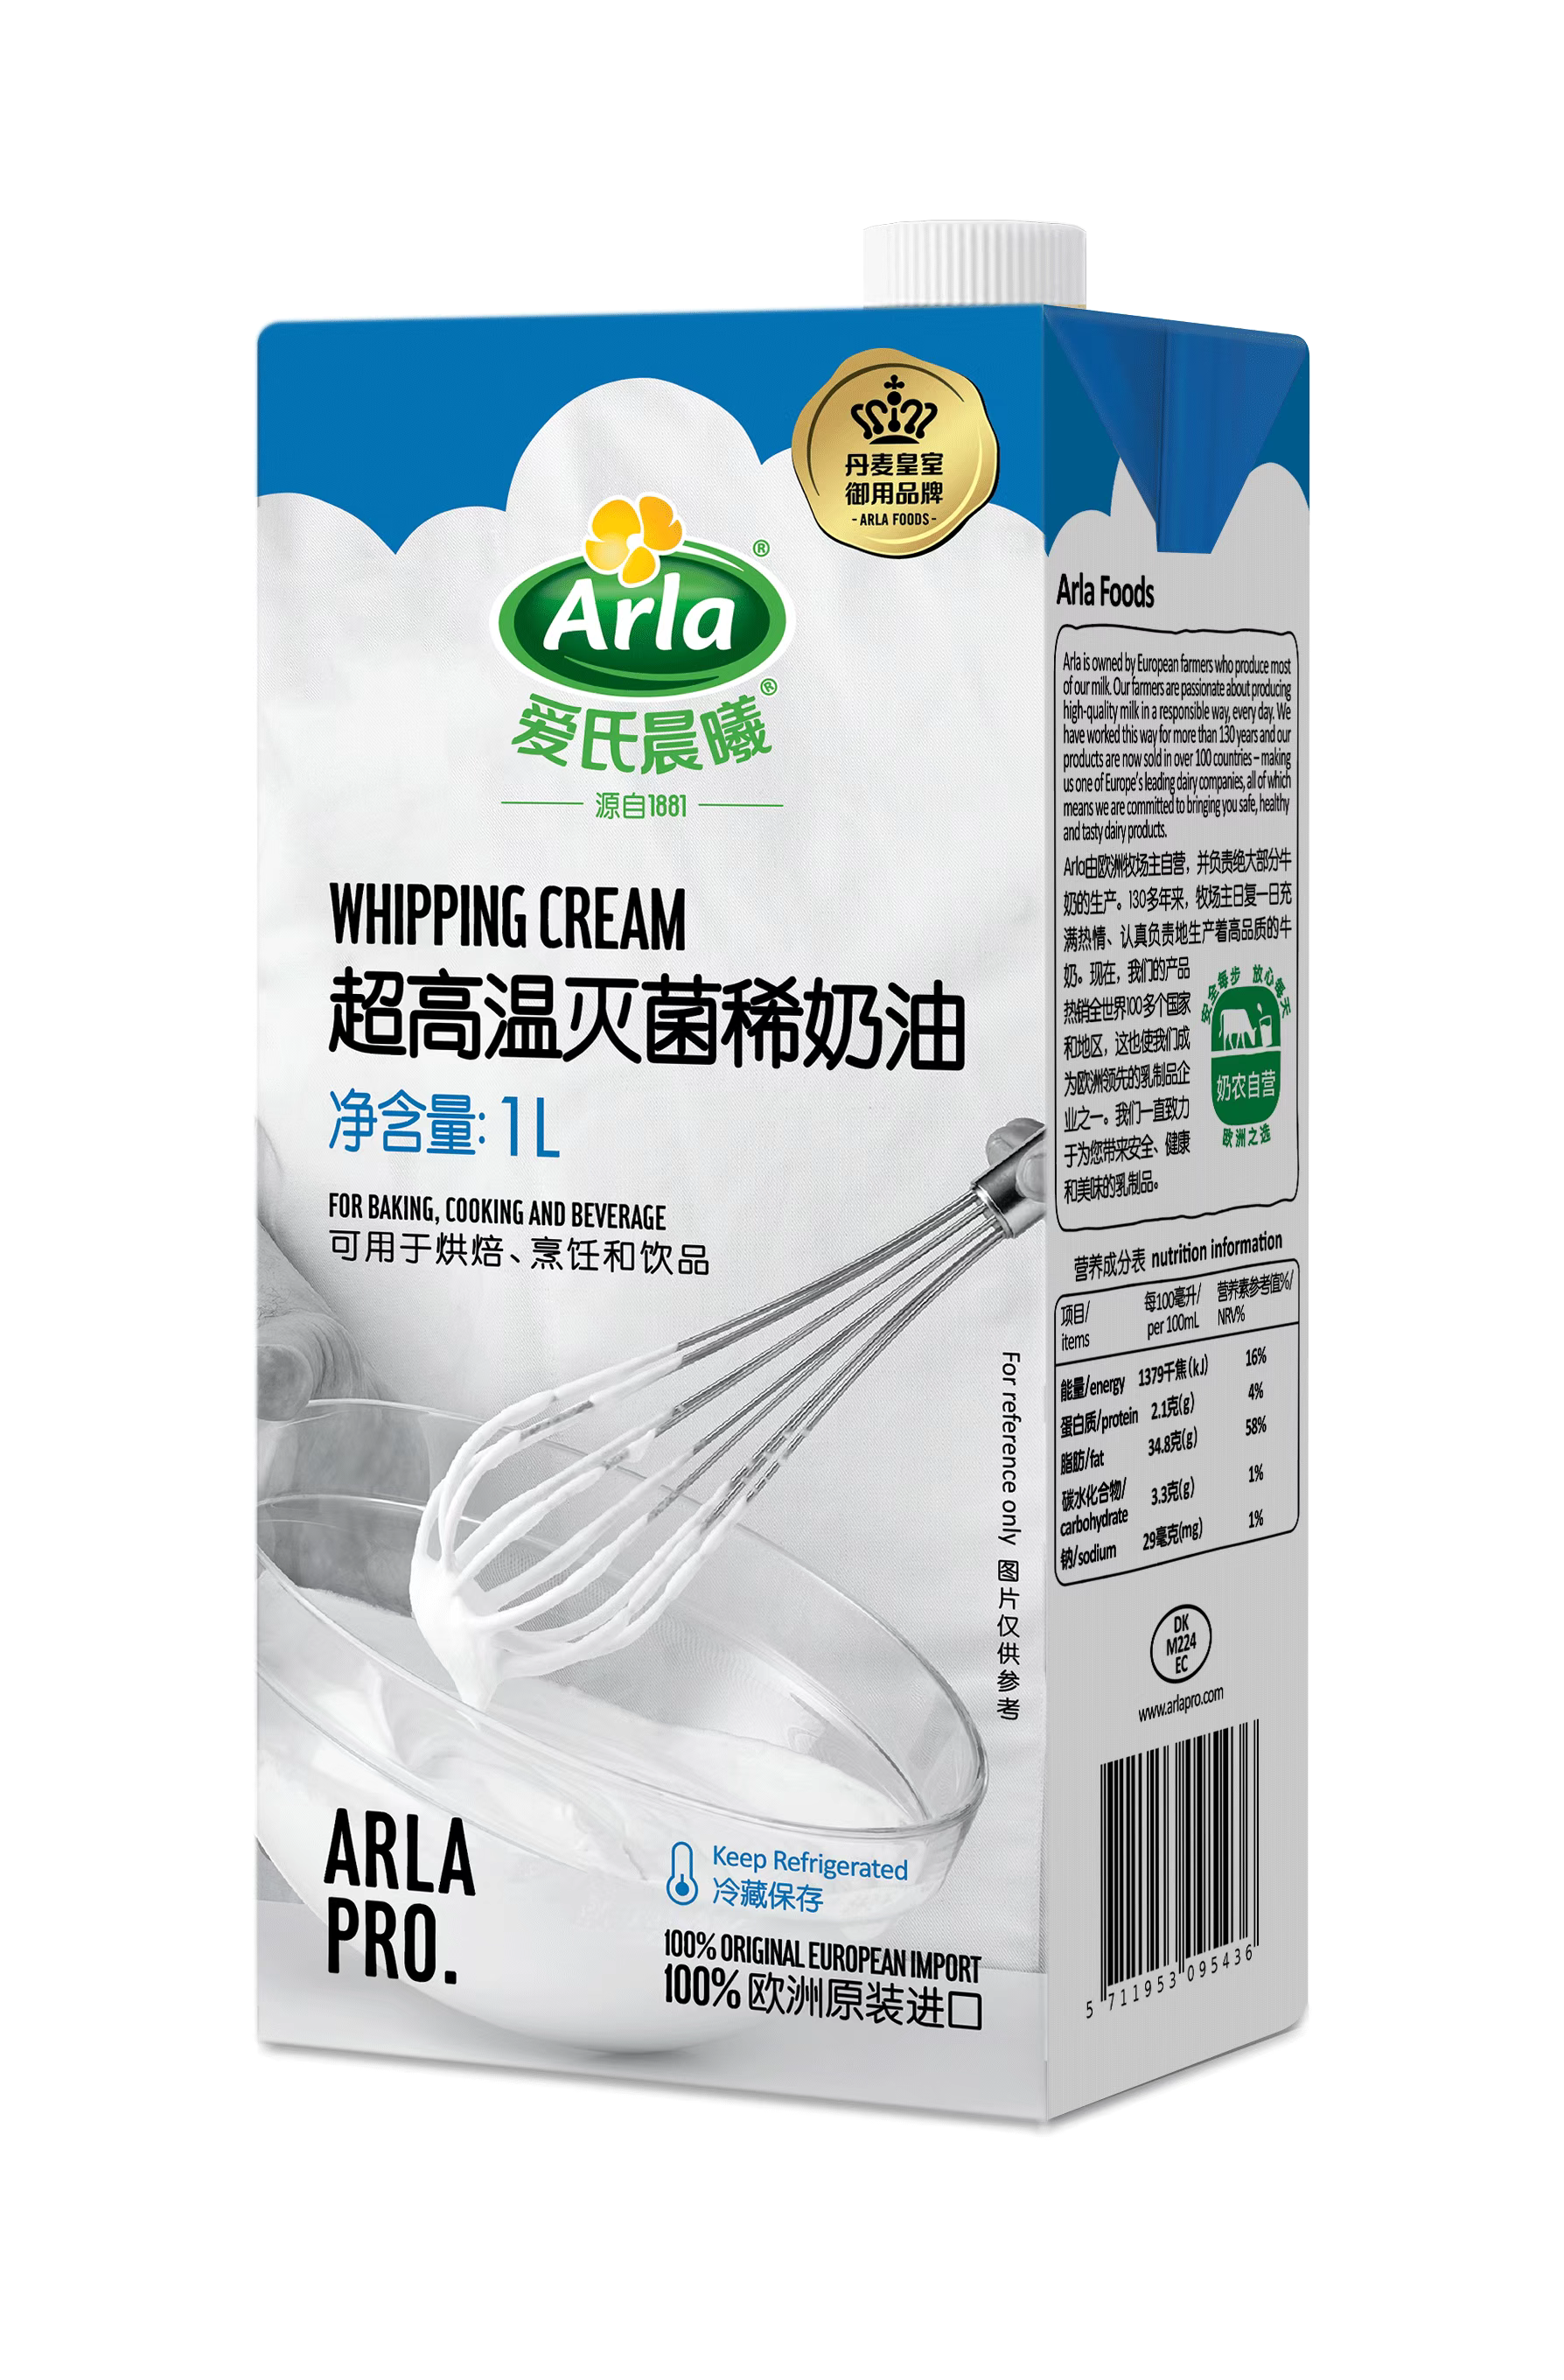 丹麦皇室
御用品牌
- ARLA FOODS -
Arla ®
爱氏晨曦 ®
源自1881
WHIPPING CREAM
超高温灭菌稀奶油
净含量: 1L
FOR BAKING, COOKING AND BEVERAGE
可用于烘焙、烹饪和饮品
For reference only 图片仅供参考
ARLA
PRO.
Keep Refrigerated
冷藏保存
100% ORIGINAL EUROPEAN IMPORT
100% 欧洲原装进口
Arla Foods
Arla is owned by European farmers who produce most
of our milk. Our farmers are passionate about producing
high-quality milk in a responsible way, every day. We
have worked this way for more than 130 years and our
products are now sold in over 100 countries – making
us one of Europe's leading dairy companies, all of which
means we are committed to bringing you safe, healthy
and tasty dairy products.
Arla由欧洲牧场主自营，并负责绝大部分牛
奶的生产。130多年来，牧场主日复一日充
满热情、认真负责地生产着高品质的牛
奶。现在，我们的产品
热销全世界100多个国家
和地区，这也使我们成
为欧洲领先的乳制品企
业之一。我们一直致力
于为您带来安全、健康
和美味的乳制品。
安全每步 放心每天
奶农自营
欧洲之选
营养成分表 nutrition information
项目/ 每100毫升/ 营养素参考值%/
items per 100mL NRV%
能量/energy 1379千焦(kJ) 16%
蛋白质/protein 2.1克(g) 4%
脂肪/fat 34.8克(g) 58%
碳水化合物/
carbohydrate 3.3克(g) 1%
钠/sodium 29毫克(mg) 1%
DK
M224
EC
www.arlapro.com
5 711953 095436